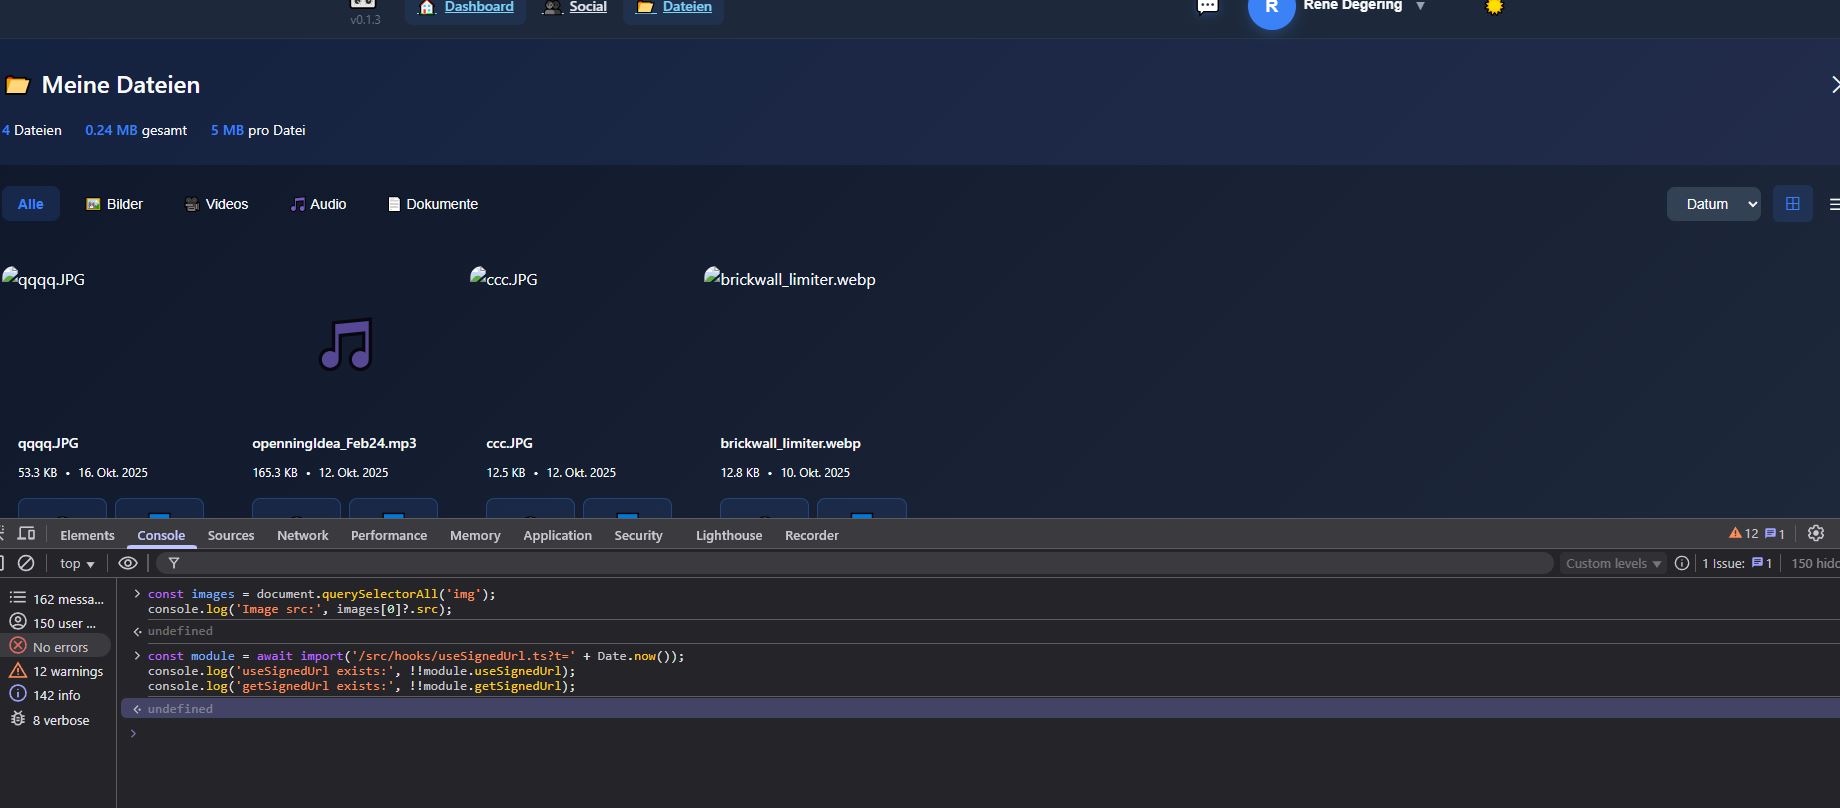 v0.1.3
Dashboard
Social
Dateien
R
Rene Degering ▼
Meine Dateien
4 Dateien 0.24 MB gesamt 5 MB pro Datei
Alle Bilder Videos Audio Dokumente
Datum
qqqq.JPG ccc.JPG brickwall_limiter.webp
qqqq.JPG openningIdea_Feb24.mp3 ccc.JPG brickwall_limiter.webp
53.3 KB • 16. Okt. 2025 165.3 KB • 12. Okt. 2025 12.5 KB • 12. Okt. 2025 12.8 KB • 10. Okt. 2025
Elements Console Sources Network Performance Memory Application Security Lighthouse Recorder 12 1
top ▼ Custom levels ▼ 1 Issue: 1 150 hidd
162 messa...
150 user ...
No errors
12 warnings
142 info
8 verbose
> const images = document.querySelectorAll('img');
console.log('Image src:', images[0]?.src);
undefined
> const module = await import('/src/hooks/useSignedUrl.ts?t=' + Date.now());
console.log('useSignedUrl exists:', !!module.useSignedUrl);
console.log('getSignedUrl exists:', !!module.getSignedUrl);
undefined
>